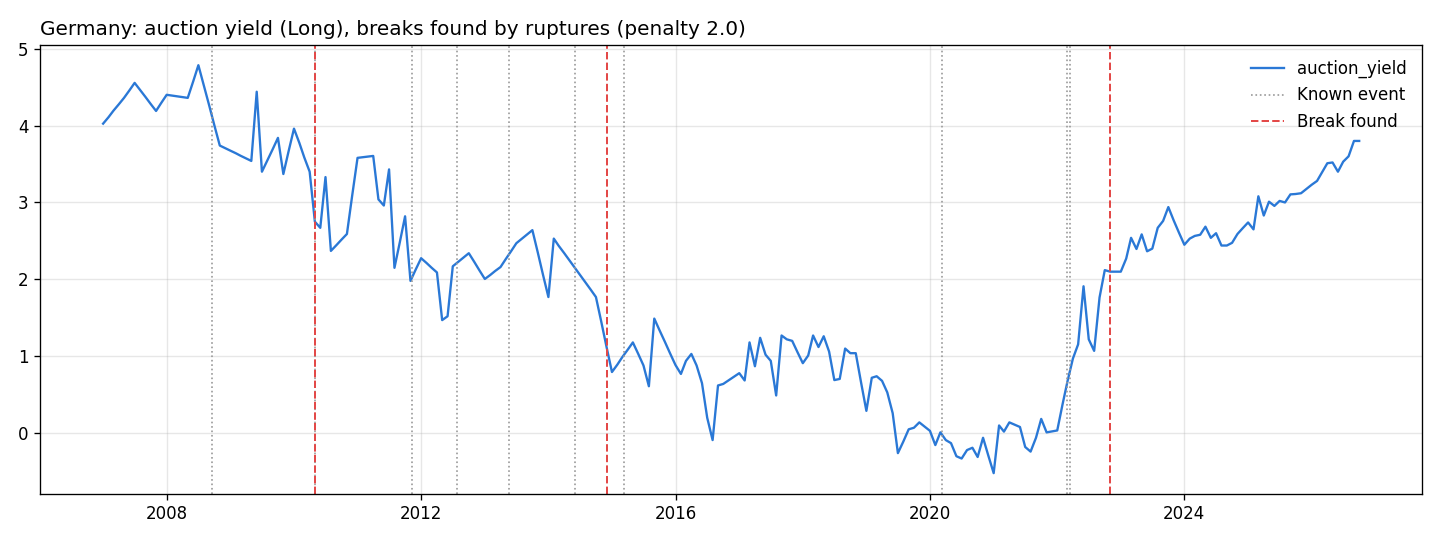 Germany: auction yield (Long), breaks found by ruptures (penalty 2.0)
5
4
3
2
1
0
auction_yield
Known event
Break found
2008 2012 2016 2020 2024